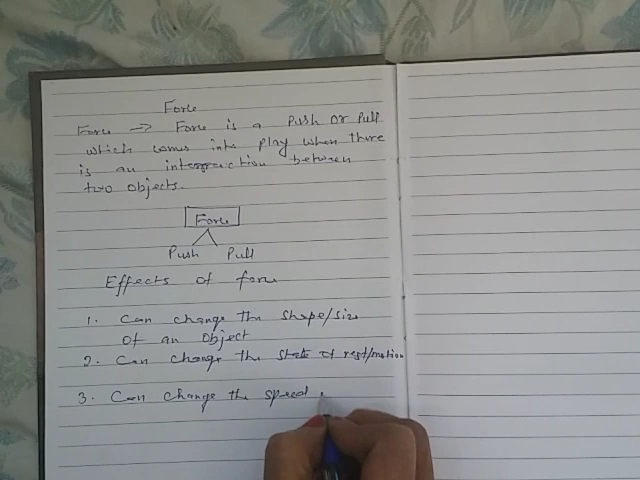 Force
Force → Force is a Push or Pull
which comes into Play when there
is an interaction between
two objects.
Force
Push Pull
Effects of force
1. Can change the shape/size
of an object
2. Can change the state of rest/motion
3. Can change the speed